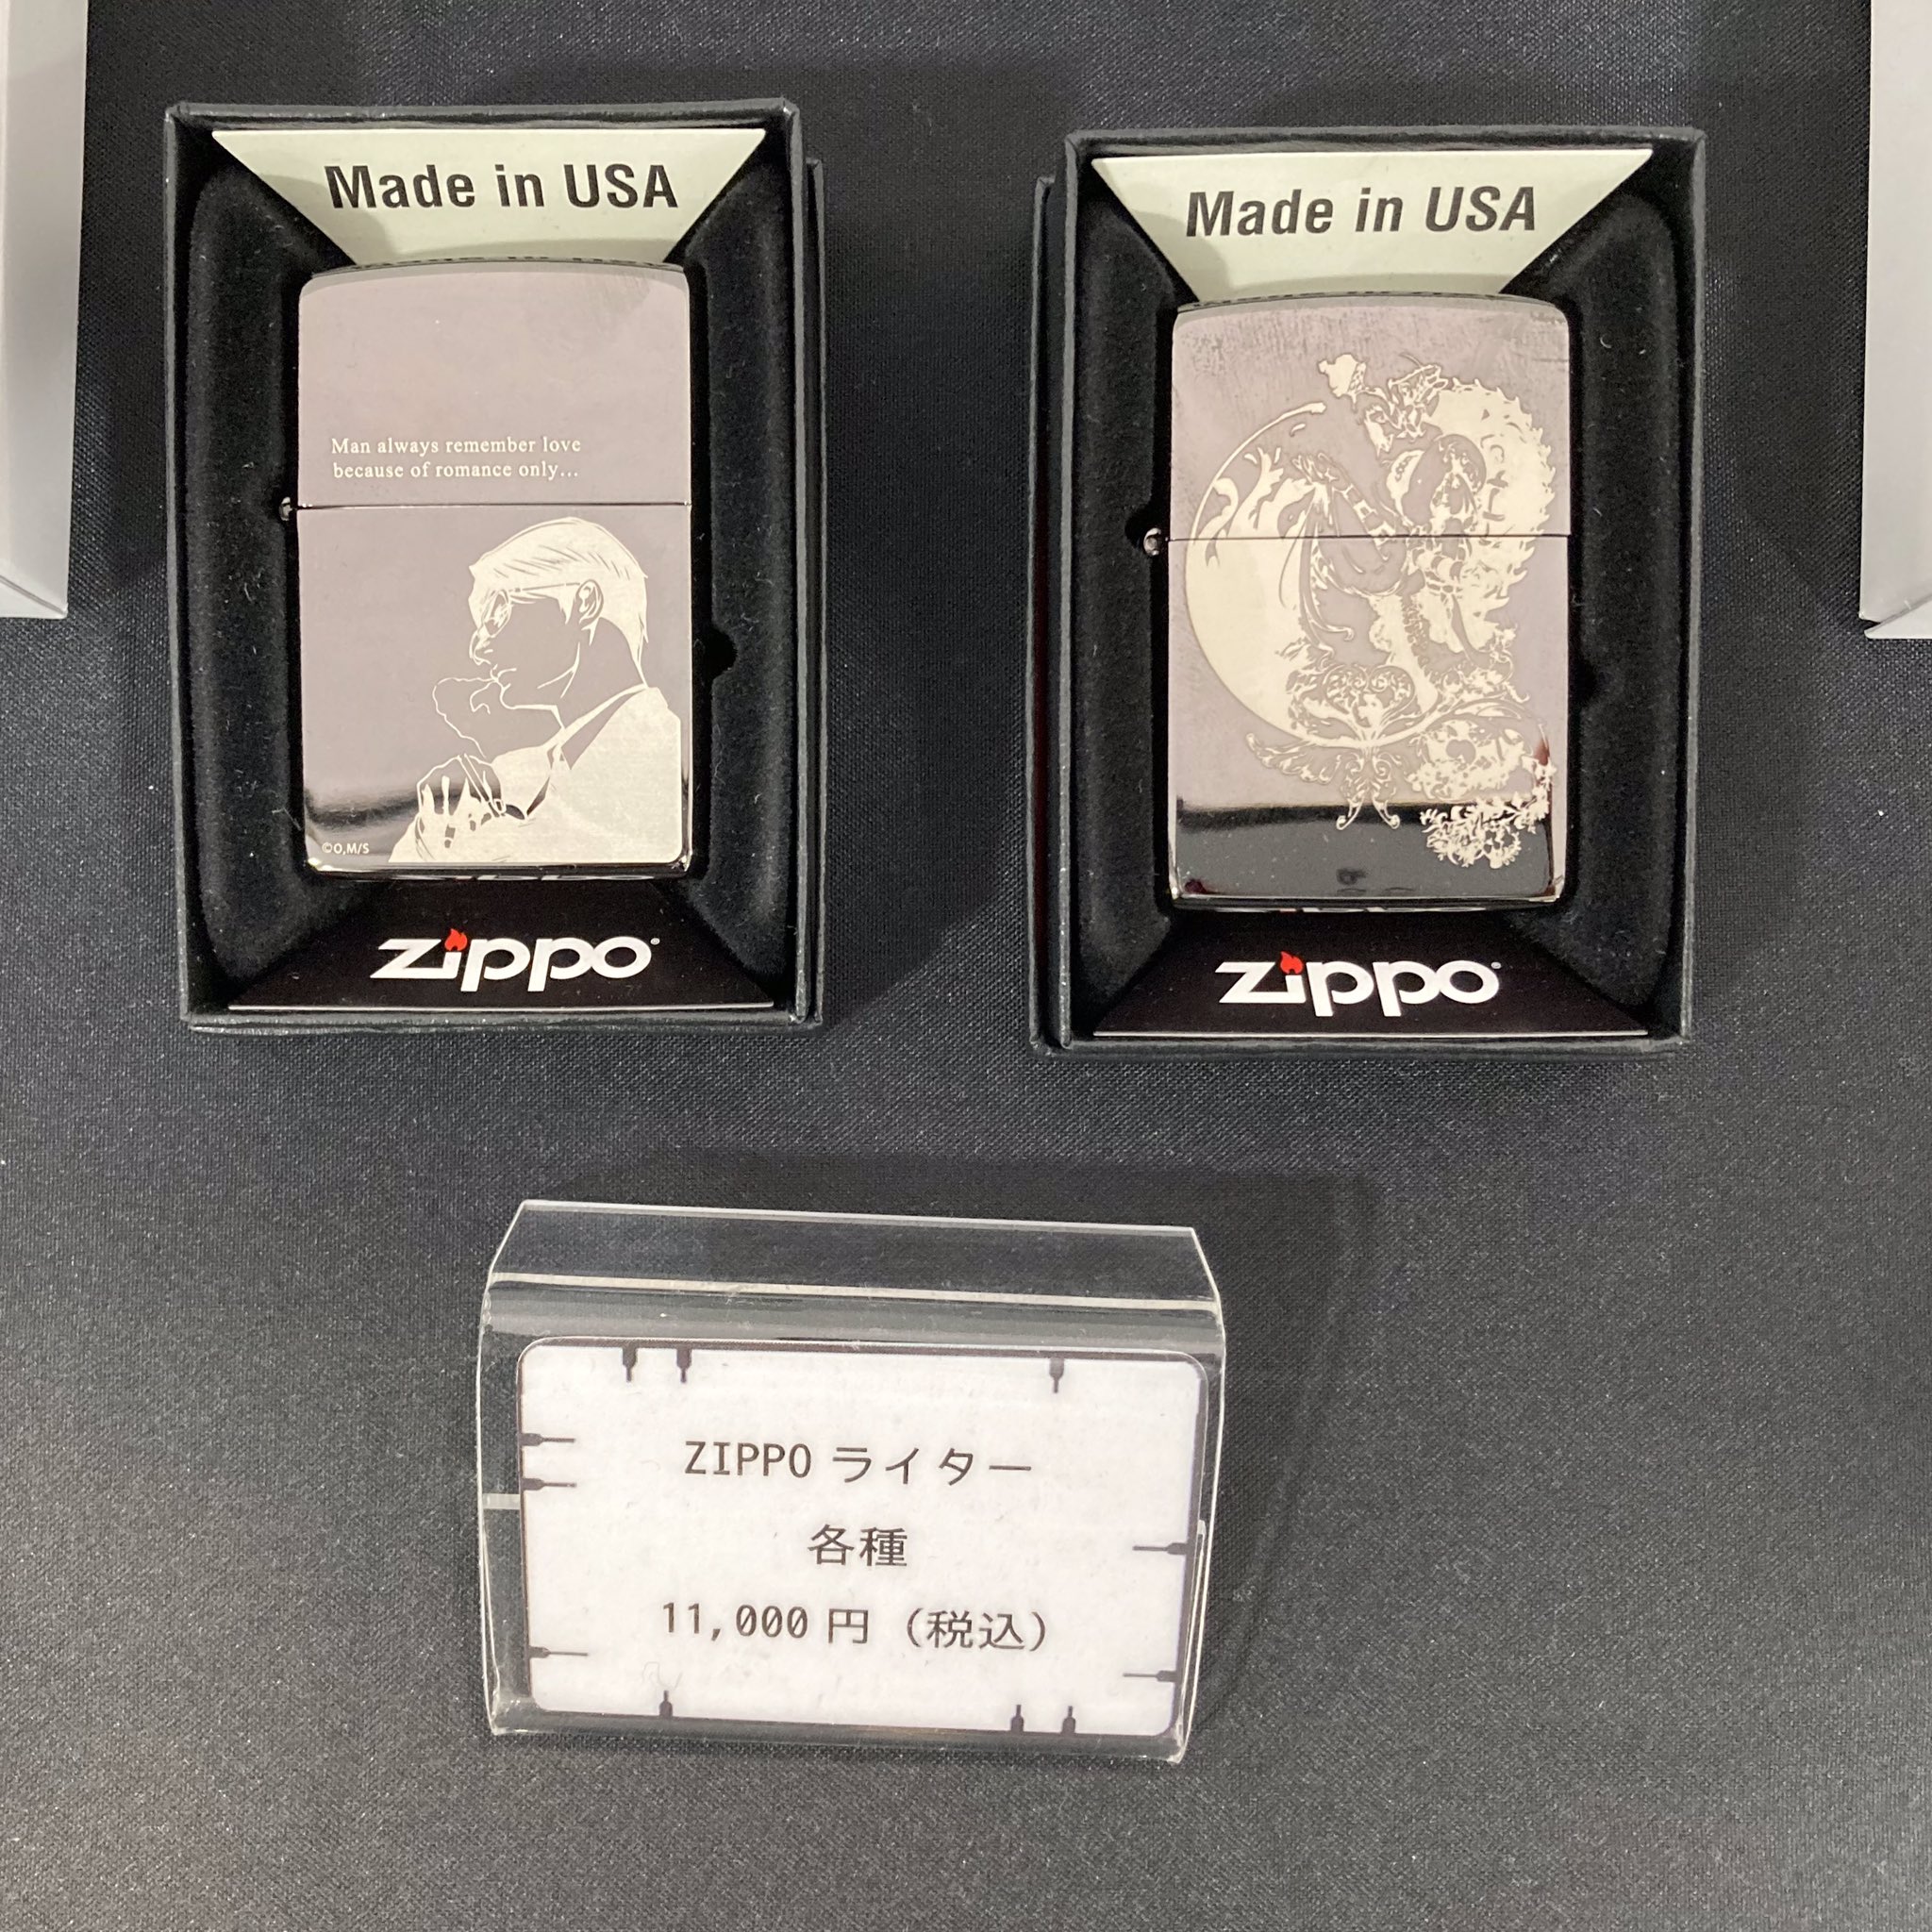 Made in USA
Man always remember love
because of romance only...
©O,M/S
zippo
Made in USA
zippo
ZIPPO ライター
各種
11,000 円（税込）